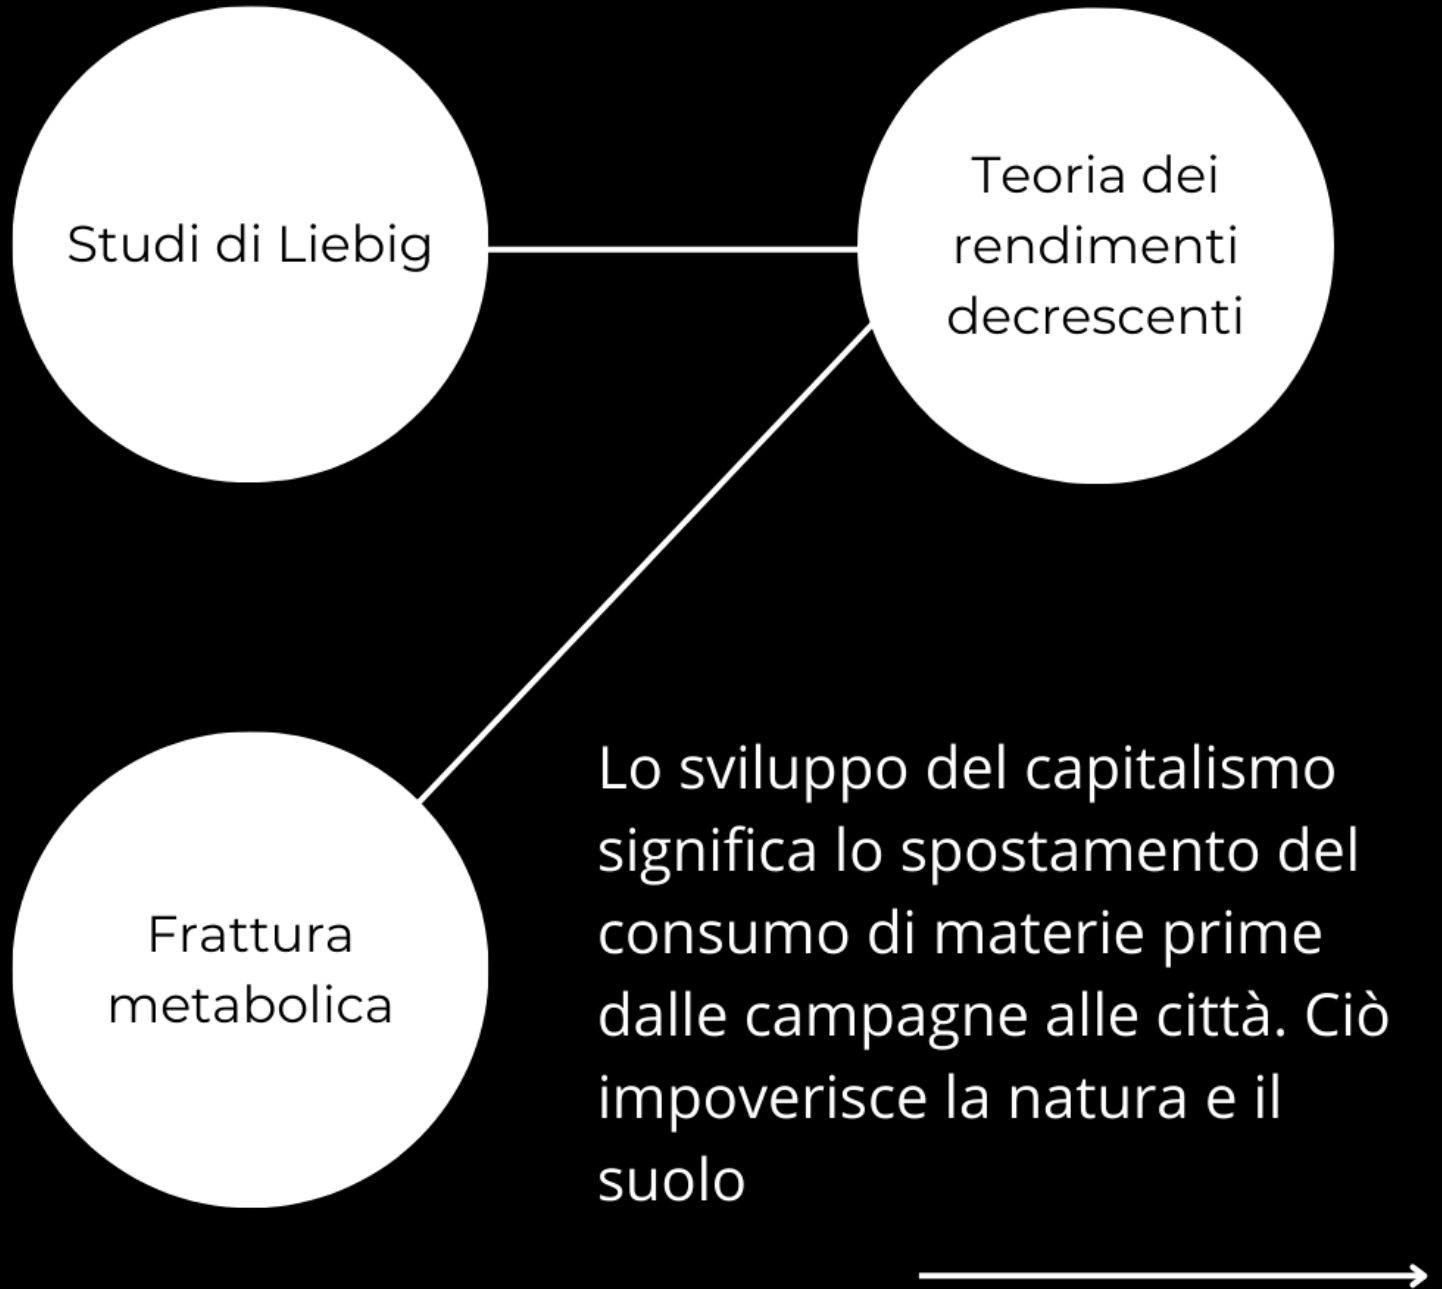 Studi di Liebig
Teoria dei
rendimenti
decrescenti
Frattura
metabolica
Lo sviluppo del capitalismo
significa lo spostamento del
consumo di materie prime
dalle campagne alle città. Ciò
impoverisce la natura e il
suolo